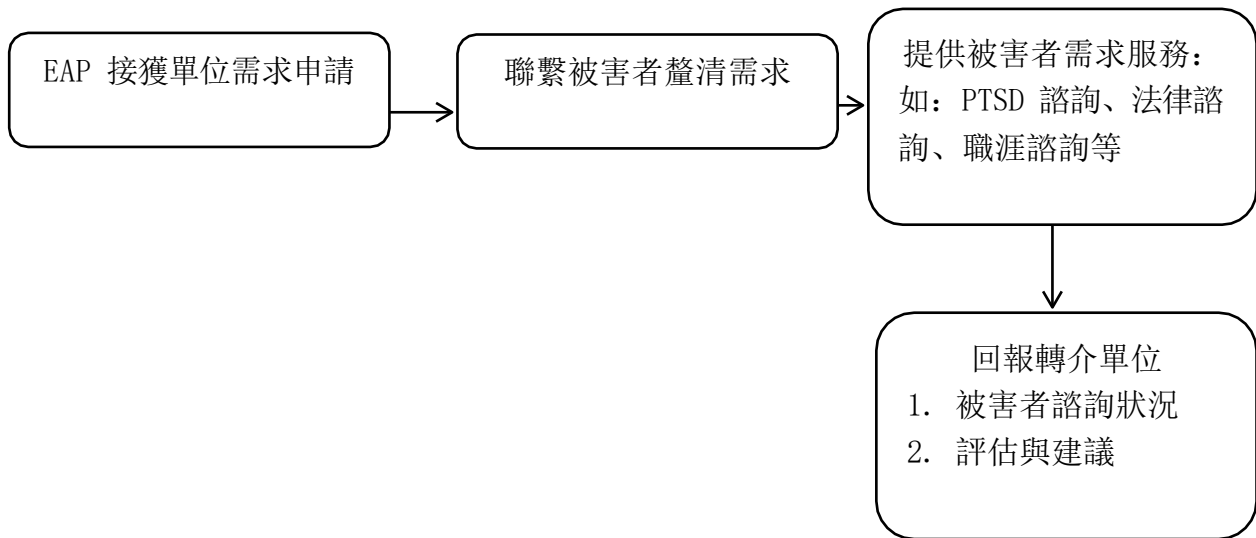 EAP 接獲單位需求申請
聯繫被害者釐清需求
提供被害者需求服務：
如：PTSD 諮詢、法律諮
詢、職涯諮詢等
回報轉介單位
1. 被害者諮詢狀況
2. 評估與建議